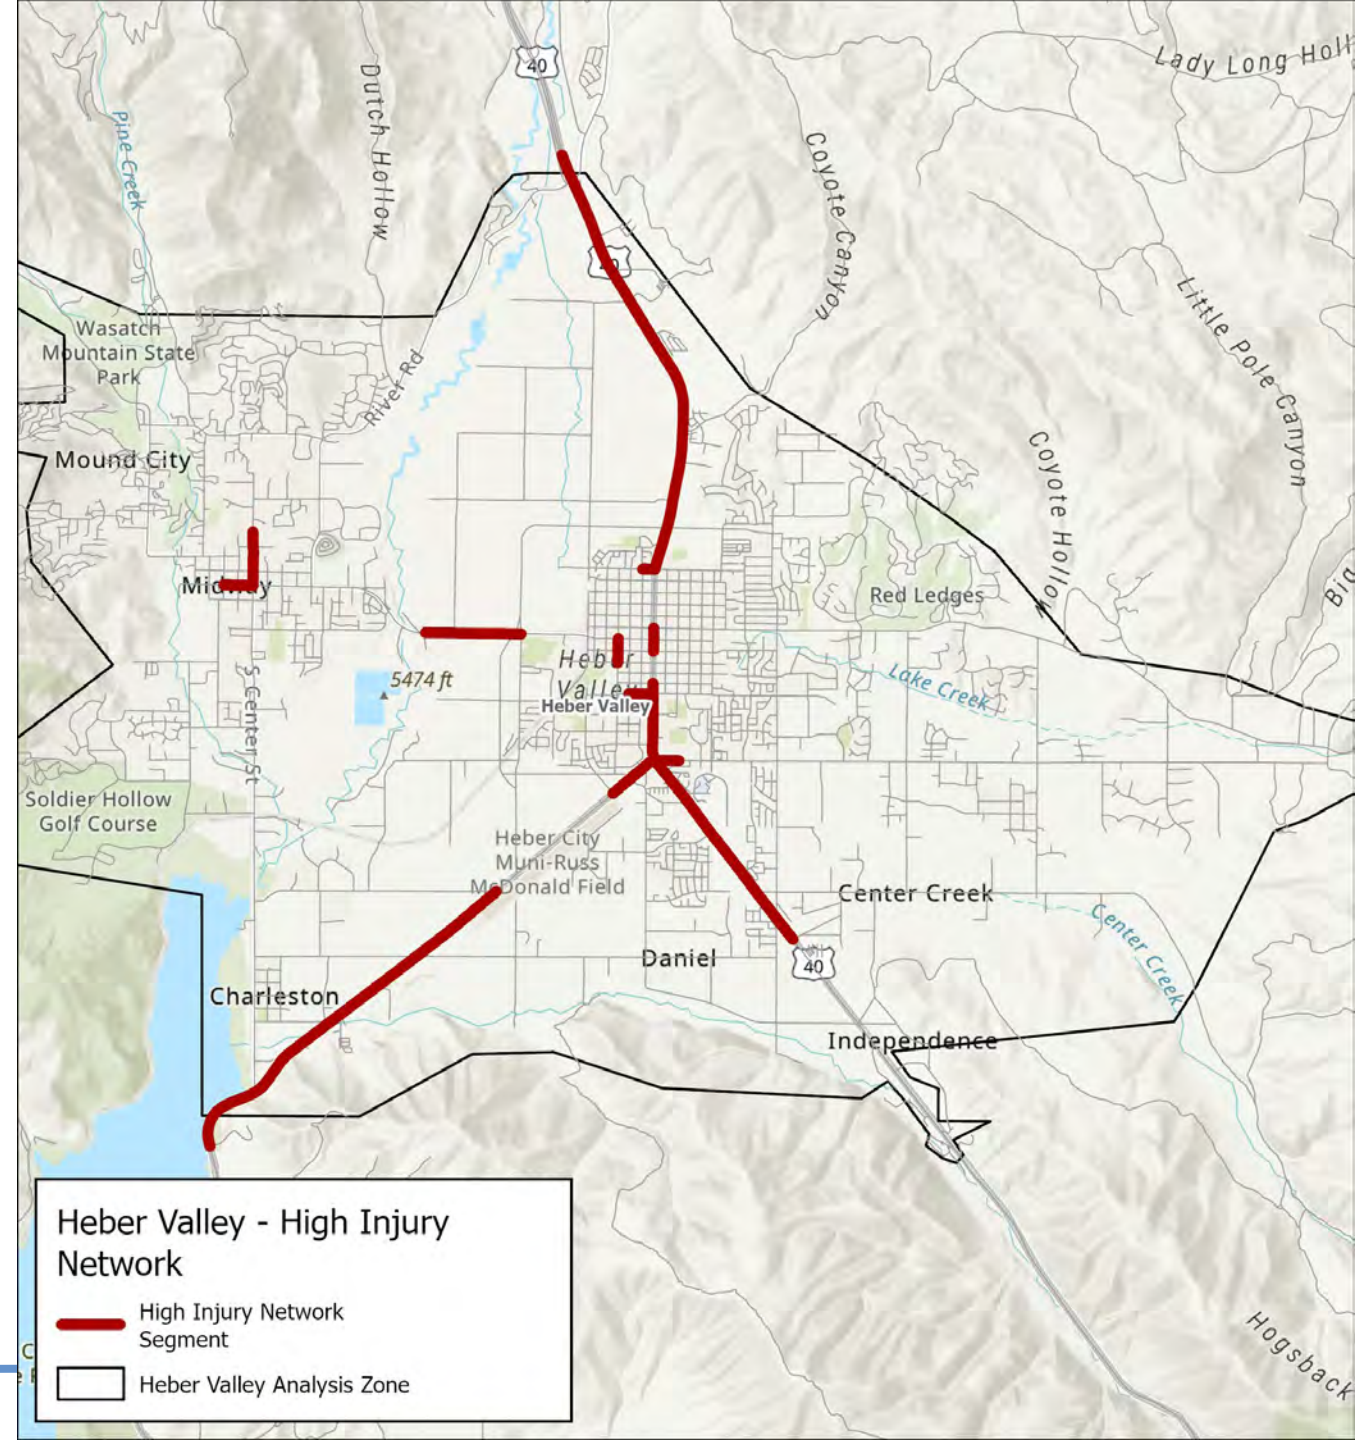 40
Lady Long Holl
Dutch Hollow
Pine Creek
Coyote Canyon
Little Pole Canyon
Wasatch
Mountain State
Park
River Rd
Mound City
Coyote Hollo
Midway
Red Ledges
Big
Heber
Valley
Heber Valley
5474 ft
Lake Creek
S Center St
Soldier Hollow
Golf Course
Heber City
Muni-Russ
McDonald Field
Center Creek
Center Creek
Daniel
40
Charleston
Independence
Heber Valley - High Injury
Network
High Injury Network
Segment
Heber Valley Analysis Zone
Hogsback